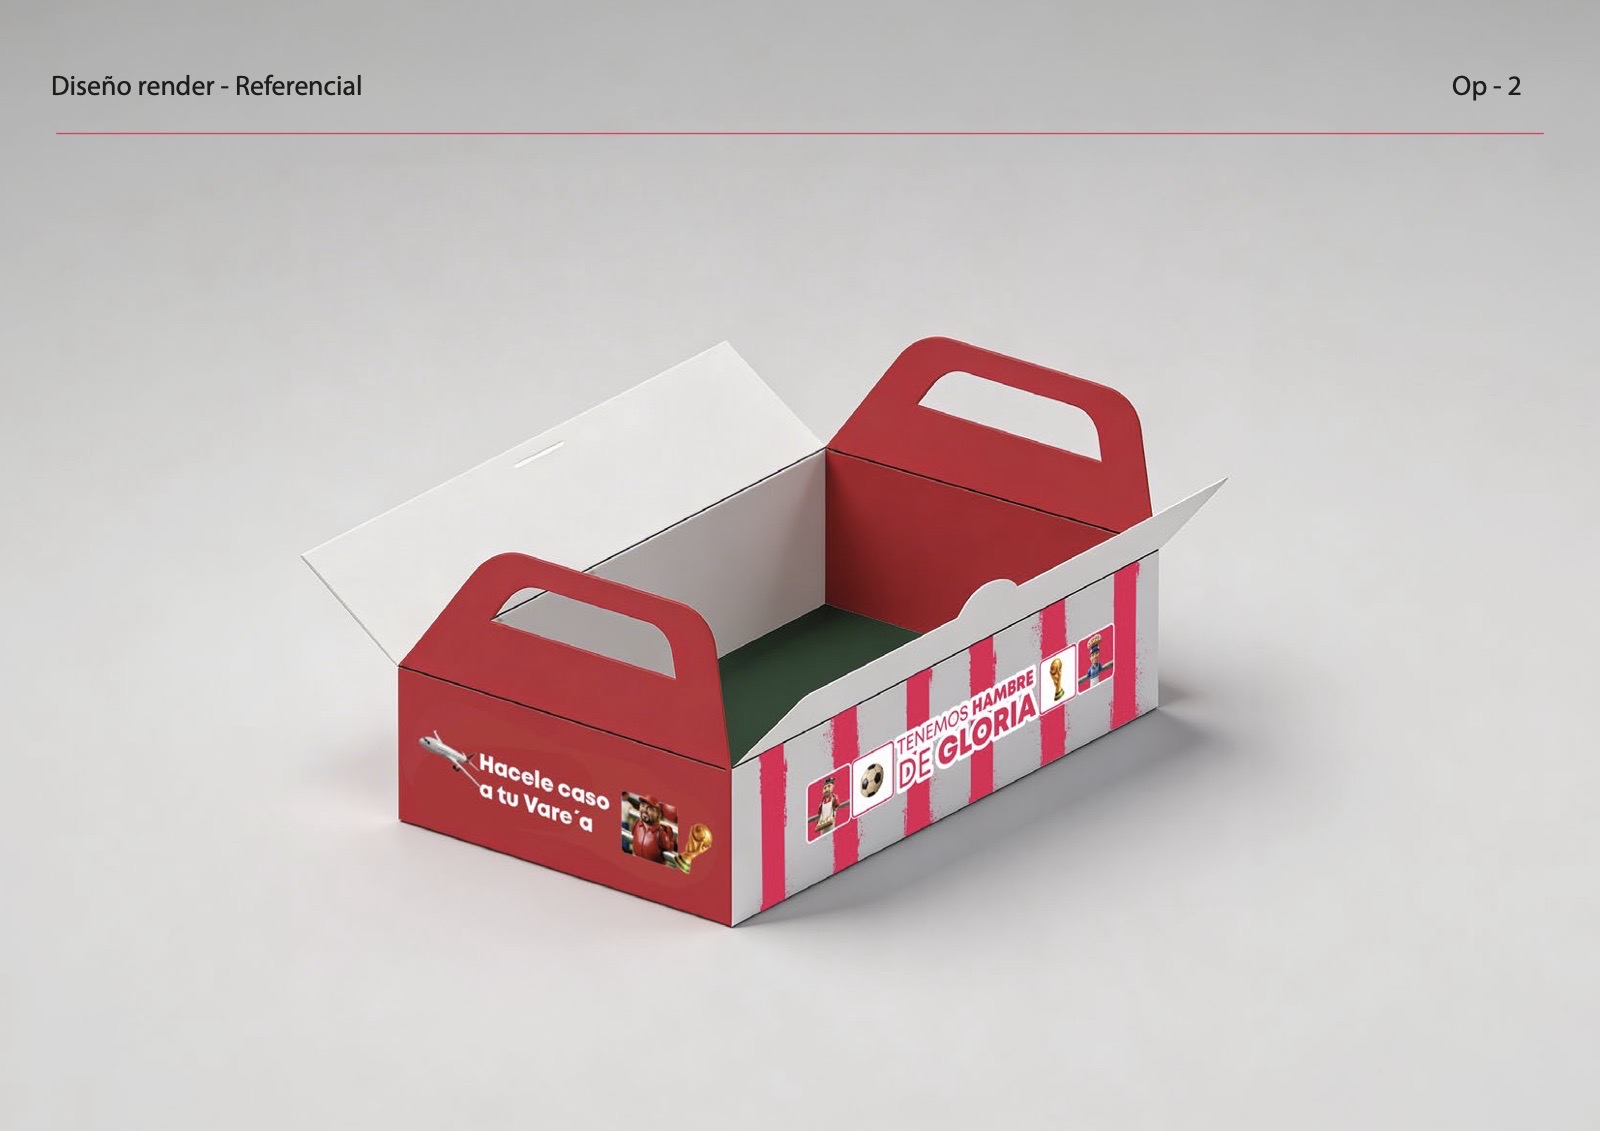 Diseño render - Referencial
Op - 2
Hacele caso
a tu Vare´a
TENEMOS HAMBRE
DE GLORIA